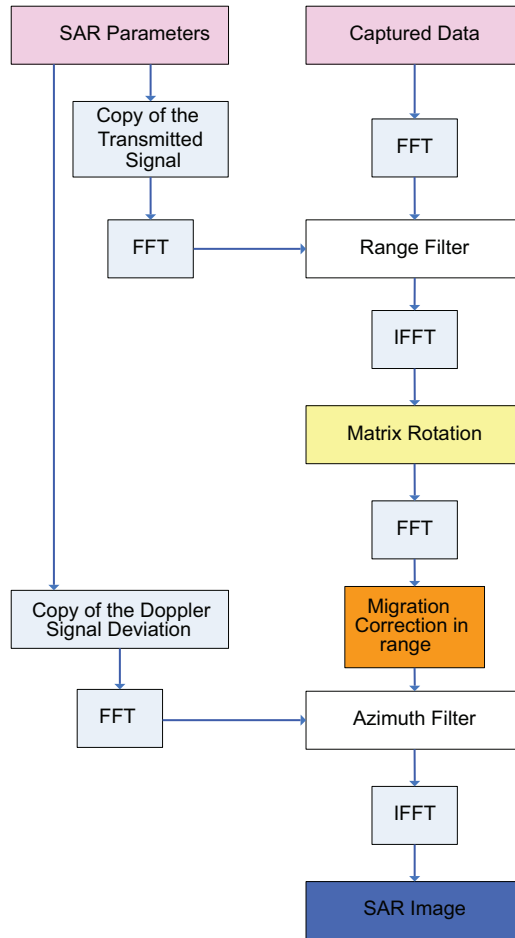 SAR Parameters
Captured Data
Copy of the
Transmitted
Signal
FFT
FFT
Range Filter
IFFT
Matrix Rotation
FFT
Copy of the Doppler
Signal Deviation
Migration
Correction in
range
FFT
Azimuth Filter
IFFT
SAR Image